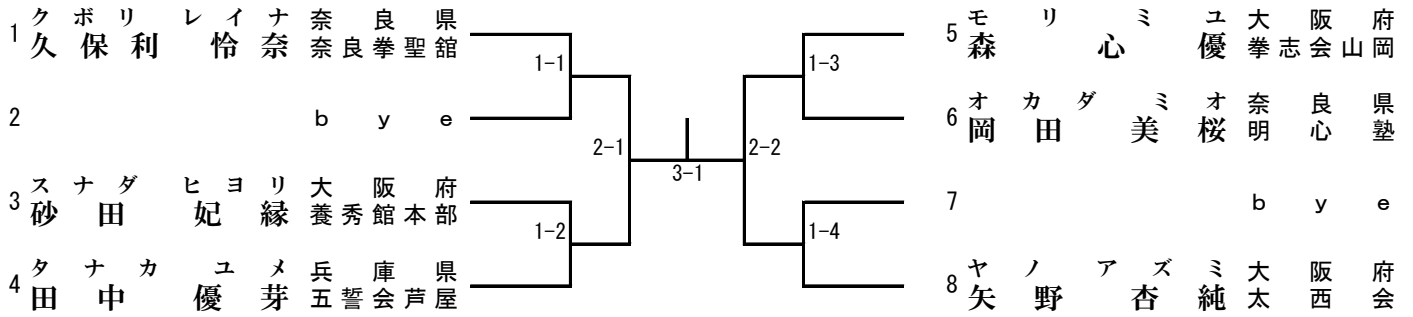 クボリ レイナ 奈良県
1 久保利 怜奈 奈良拳聖舘
1-1
2 bye
2-1
スナダ ヒヨリ 大阪府
3 砂田 妃縁 養秀館本部
1-2
タナカ ユメ 兵庫県
4 田中 優芽 五誓会芦屋
3-1
モリ ミユ 大阪府
5 森 心優 拳志会山岡
1-3
オカダ ミオ 奈良県
6 岡田 美桜 明心塾
2-2
7 bye
1-4
ヤノ アズミ 大阪府
8 矢野 杏純 太西会